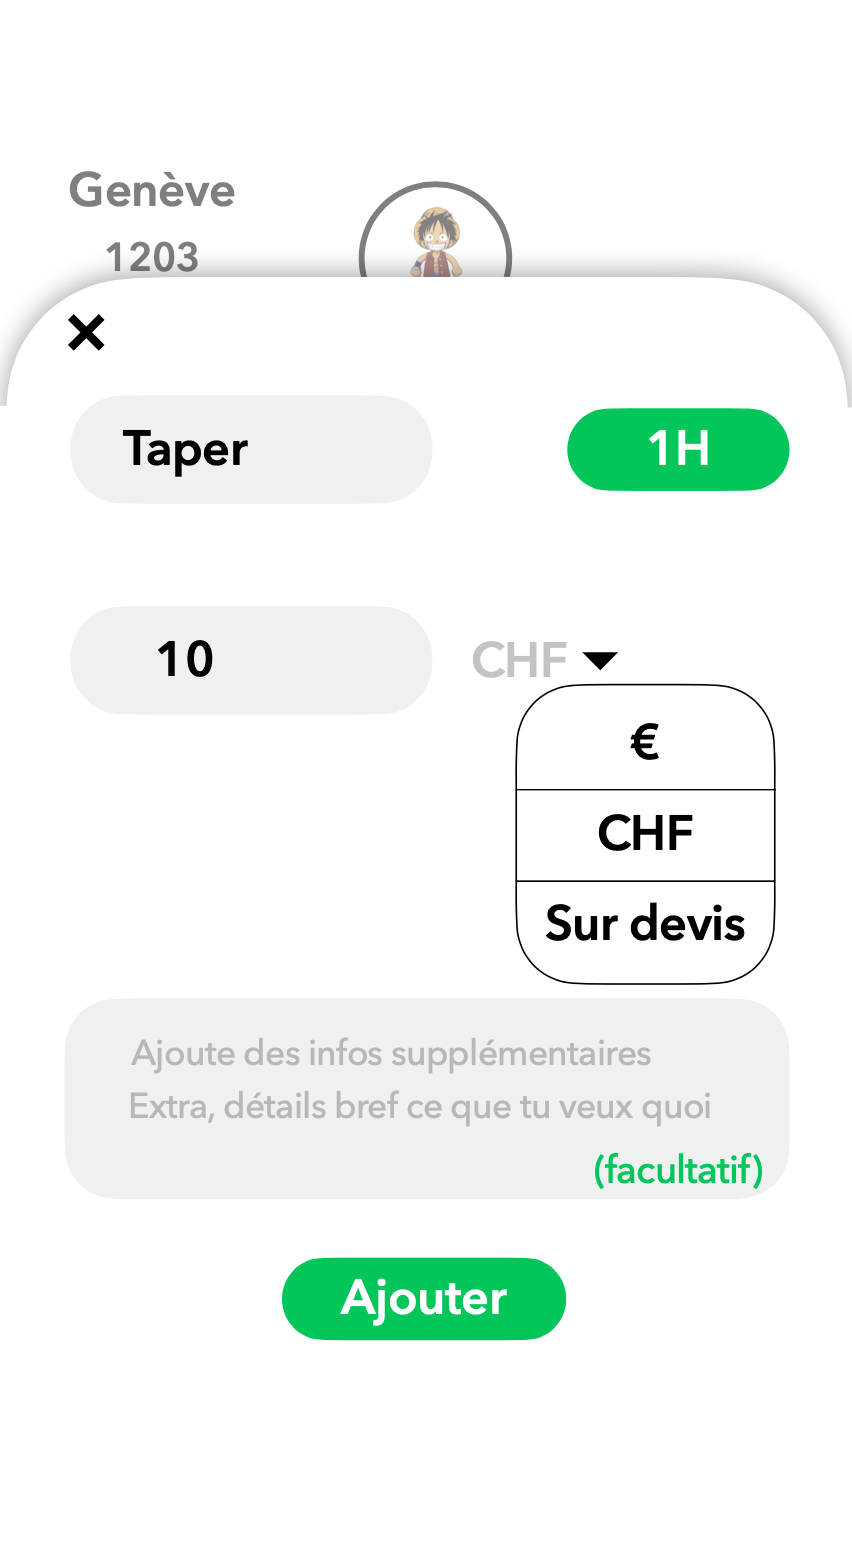 Genève
1203
Taper
1H
10
CHF
€
CHF
Sur devis
Ajoute des infos supplémentaires
Extra, détails bref ce que tu veux quoi
(facultatif)
Ajouter